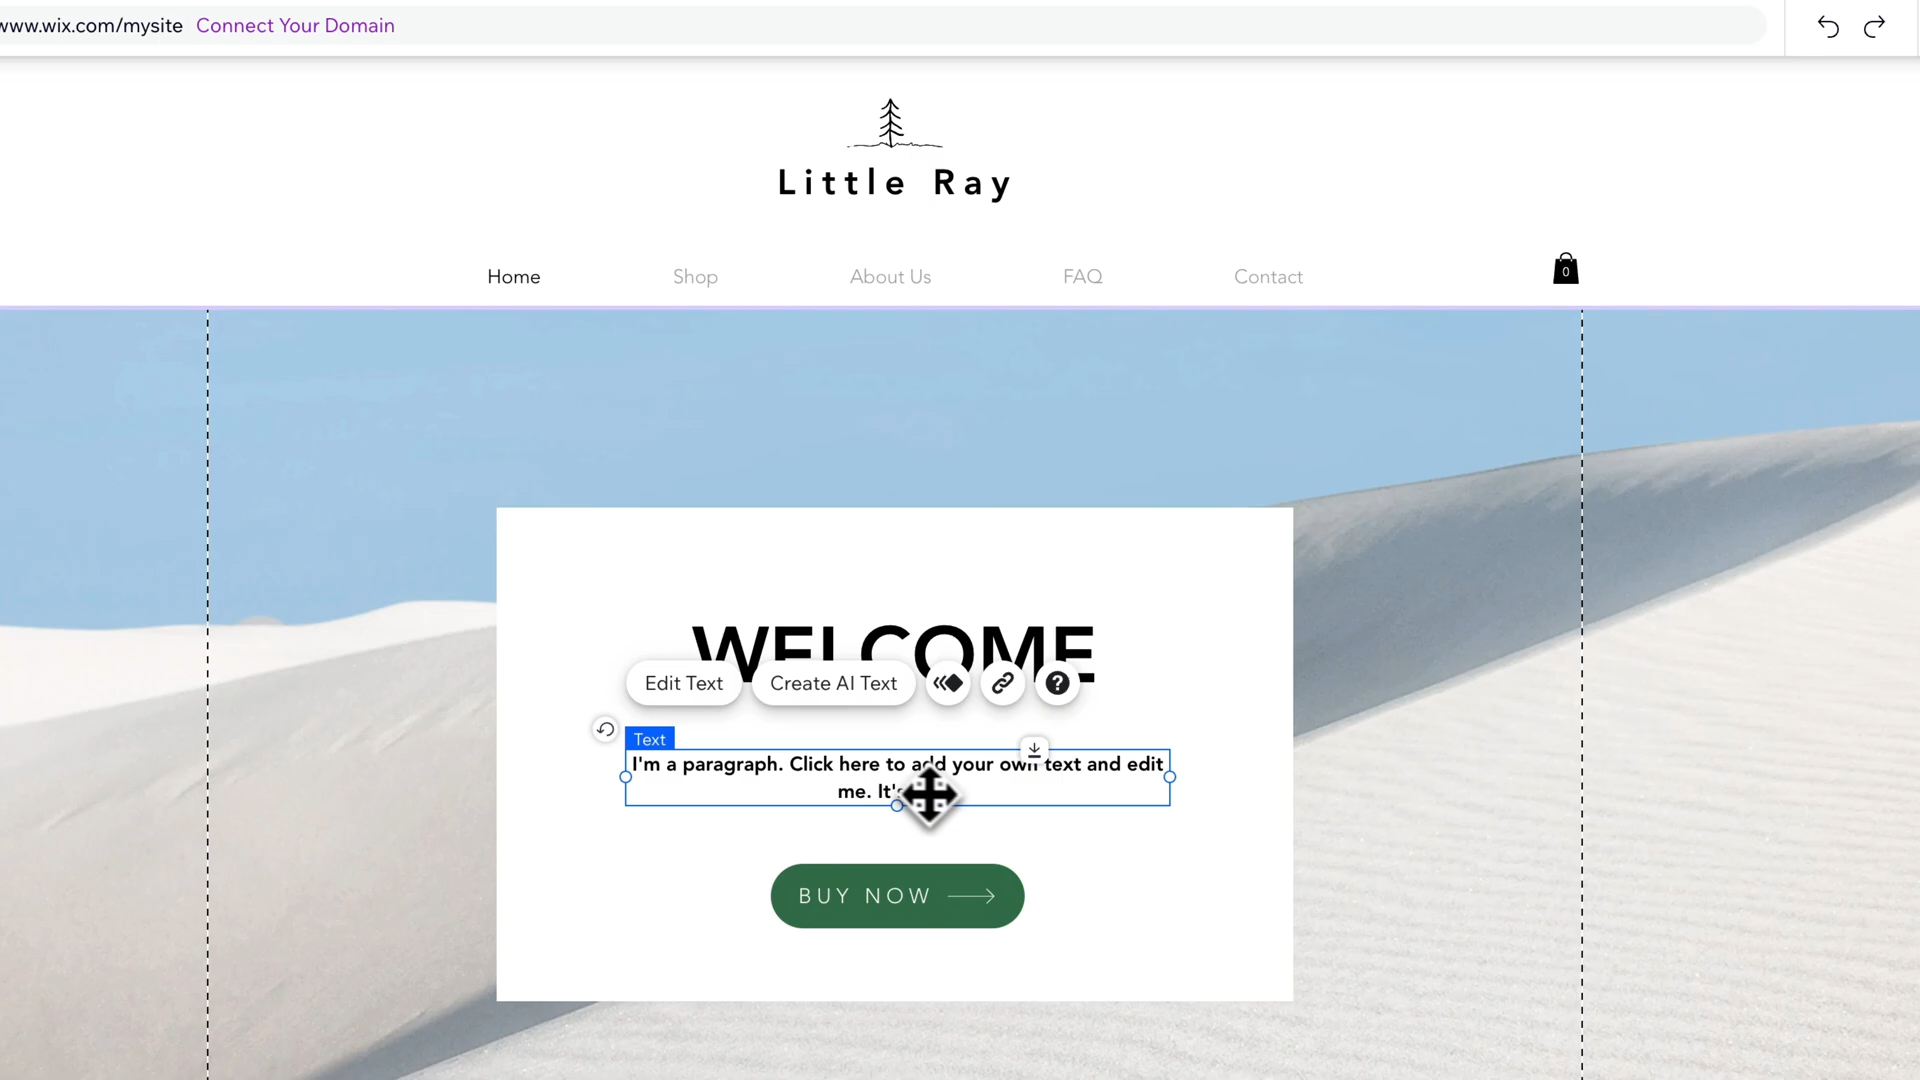 www.wix.com/mysite Connect Your Domain
Little Ray
Home Shop About Us FAQ Contact
0
WELCOME
Edit Text Create AI Text ?
Text
I'm a paragraph. Click here to add your own text and edit
me. It's
BUY NOW